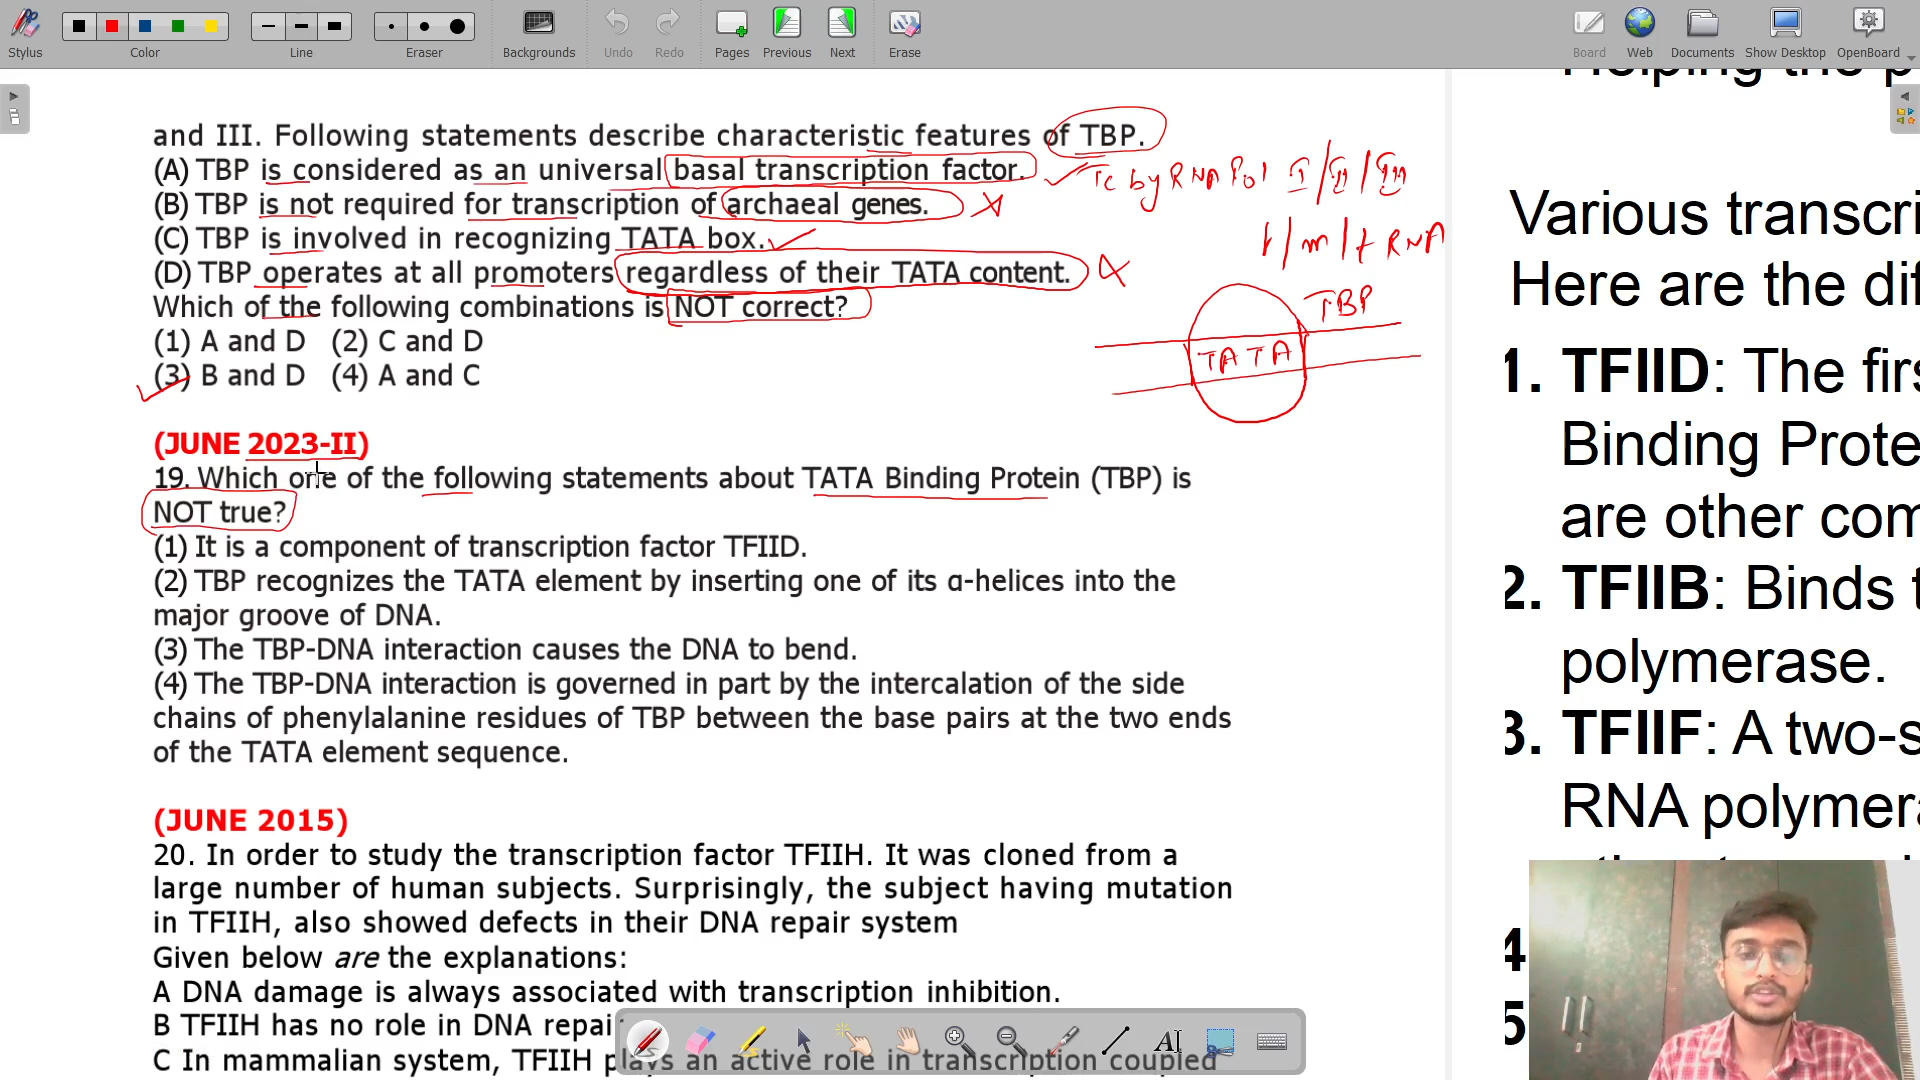 Stylus Color Line Eraser Backgrounds Undo Redo Pages Previous Next Erase Board Web Documents Show Desktop OpenBoard
and III. Following statements describe characteristic features of TBP.
(A) TBP is considered as an universal basal transcription factor.
Tc by RNA Pol I / II / III
(B) TBP is not required for transcription of archaeal genes.
(C) TBP is involved in recognizing TATA box.
r / m / t RNA
(D) TBP operates at all promoters regardless of their TATA content.
Which of the following combinations is NOT correct?
TBP
(1) A and D (2) C and D
TATA
(3) B and D (4) A and C
(JUNE 2023-II)
19. Which one of the following statements about TATA Binding Protein (TBP) is
NOT true?
(1) It is a component of transcription factor TFIID.
(2) TBP recognizes the TATA element by inserting one of its α-helices into the
major groove of DNA.
(3) The TBP-DNA interaction causes the DNA to bend.
(4) The TBP-DNA interaction is governed in part by the intercalation of the side
chains of phenylalanine residues of TBP between the base pairs at the two ends
of the TATA element sequence.
(JUNE 2015)
20. In order to study the transcription factor TFIIH. It was cloned from a
large number of human subjects. Surprisingly, the subject having mutation
in TFIIH, also showed defects in their DNA repair system
Given below are the explanations:
A DNA damage is always associated with transcription inhibition.
B TFIIH has no role in DNA repair
C In mammalian system, TFIIH plays an active role in transcription coupled
Helping the p
Various transcri
Here are the dif
1. TFIID: The firs
Binding Prote
are other com
2. TFIIB: Binds t
polymerase.
3. TFIIF: A two-s
RNA polymera
4
5